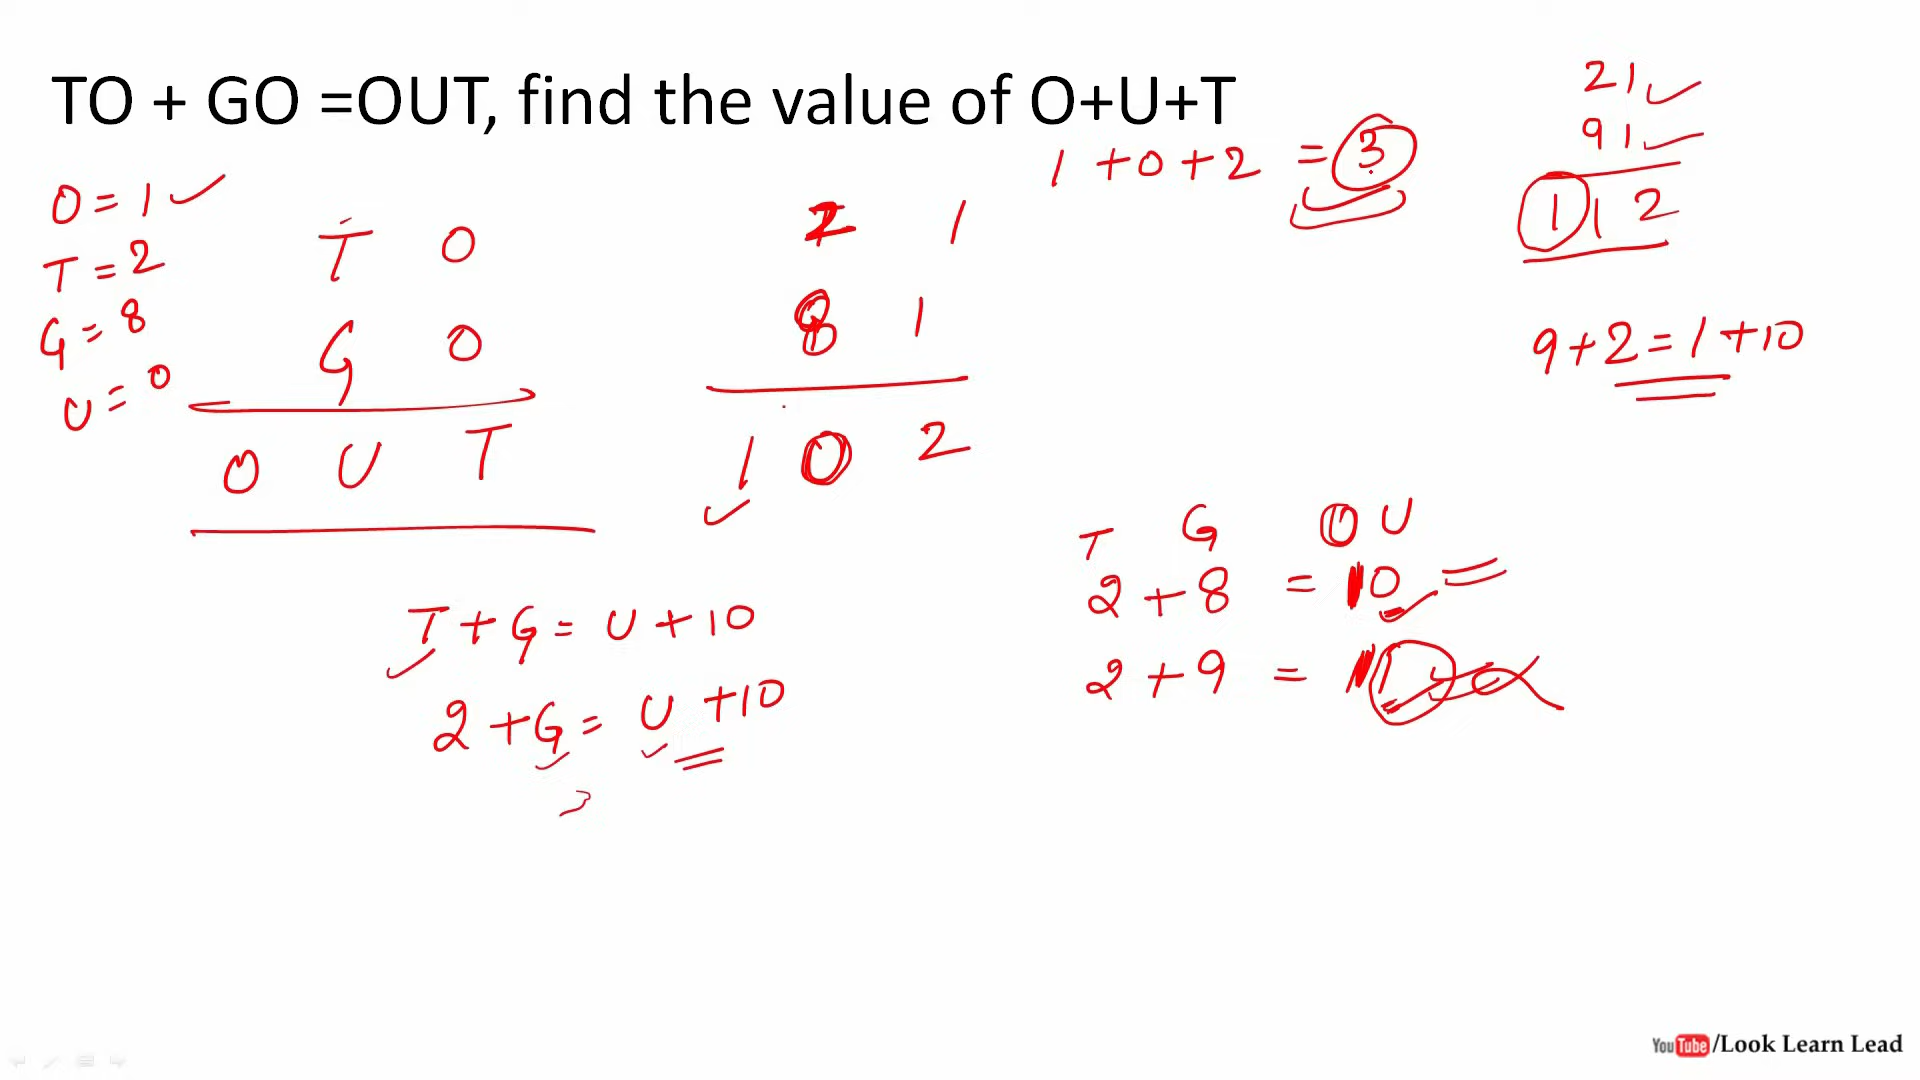 TO + GO =OUT, find the value of O+U+T
1 + 0 + 2 = 3
O = 1
T = 2
G = 8
U = 0
T O
G O
O U T
2 1
8 1
1 0 2
21
91
112
9+2=1+10
T + G = U + 10
2 + G = U + 10
T G O U
2 + 8 = 10
2 + 9 = 11
YouTube/Look Learn Lead